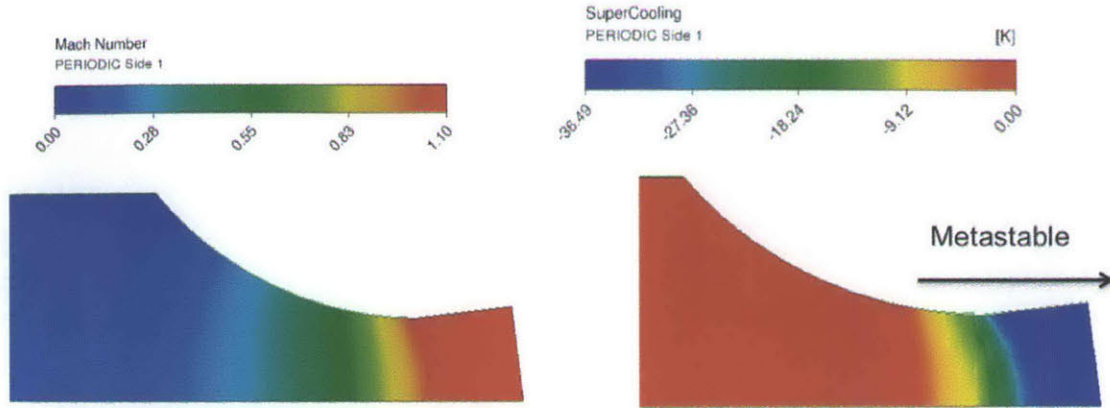 Mach Number
PERIODIC Side 1
0.00 0.28 0.55 0.83 1.10
SuperCooling
PERIODIC Side 1 [K]
-36.49 -27.36 -18.24 -9.12 0.00
Metastable